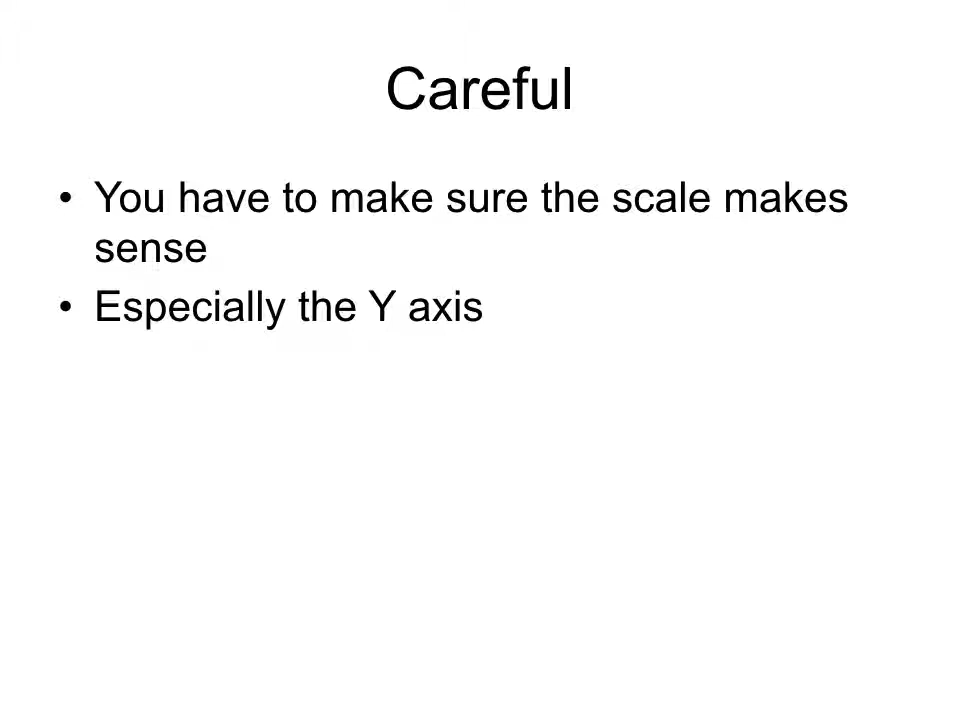 Careful
• You have to make sure the scale makes
sense
• Especially the Y axis